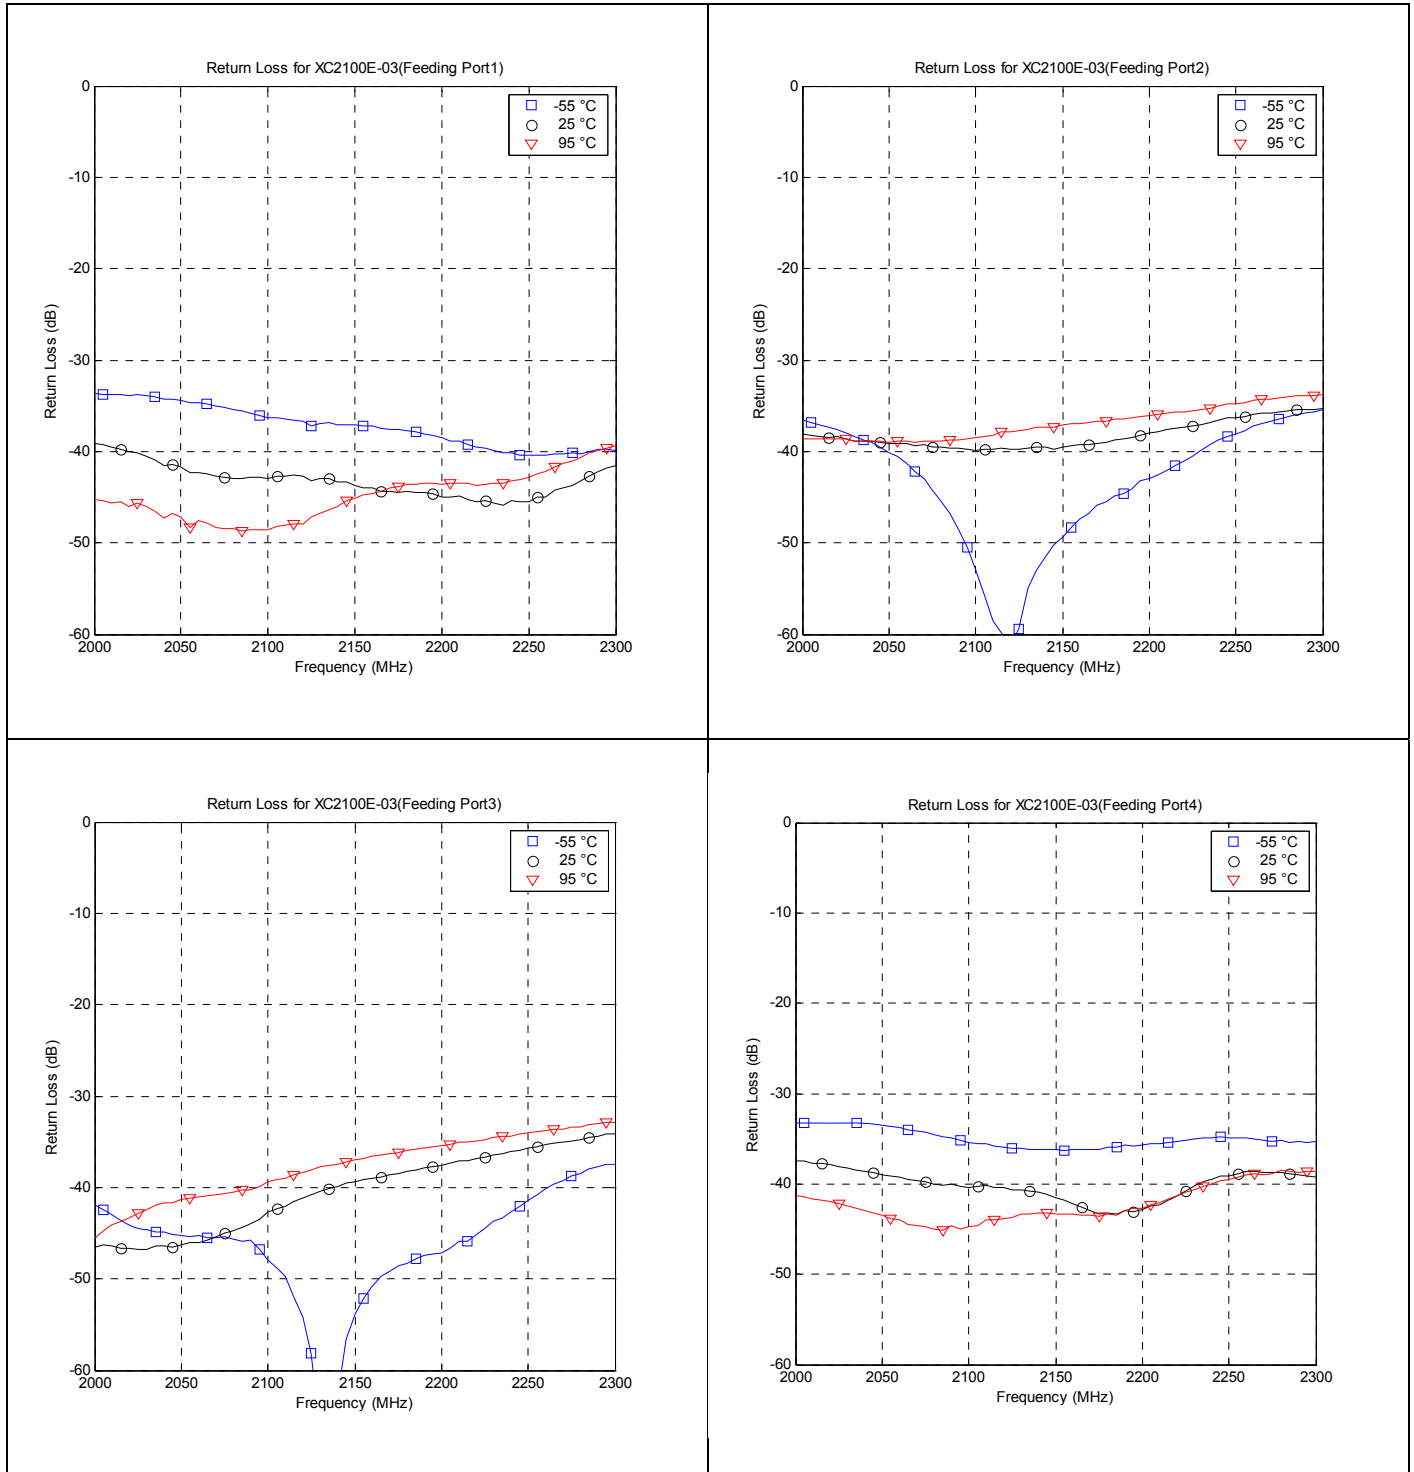 Return Loss for XC2100E-03(Feeding Port1)
0
-10
-20
-30
-40
-50
-60
Return Loss (dB)
-55 °C
25 °C
95 °C
2000 2050 2100 2150 2200 2250 2300
Frequency (MHz)
Return Loss for XC2100E-03(Feeding Port2)
0
-10
-20
-30
-40
-50
-60
Return Loss (dB)
-55 °C
25 °C
95 °C
2000 2050 2100 2150 2200 2250 2300
Frequency (MHz)
Return Loss for XC2100E-03(Feeding Port3)
0
-10
-20
-30
-40
-50
-60
Return Loss (dB)
-55 °C
25 °C
95 °C
2000 2050 2100 2150 2200 2250 2300
Frequency (MHz)
Return Loss for XC2100E-03(Feeding Port4)
0
-10
-20
-30
-40
-50
-60
Return Loss (dB)
-55 °C
25 °C
95 °C
2000 2050 2100 2150 2200 2250 2300
Frequency (MHz)